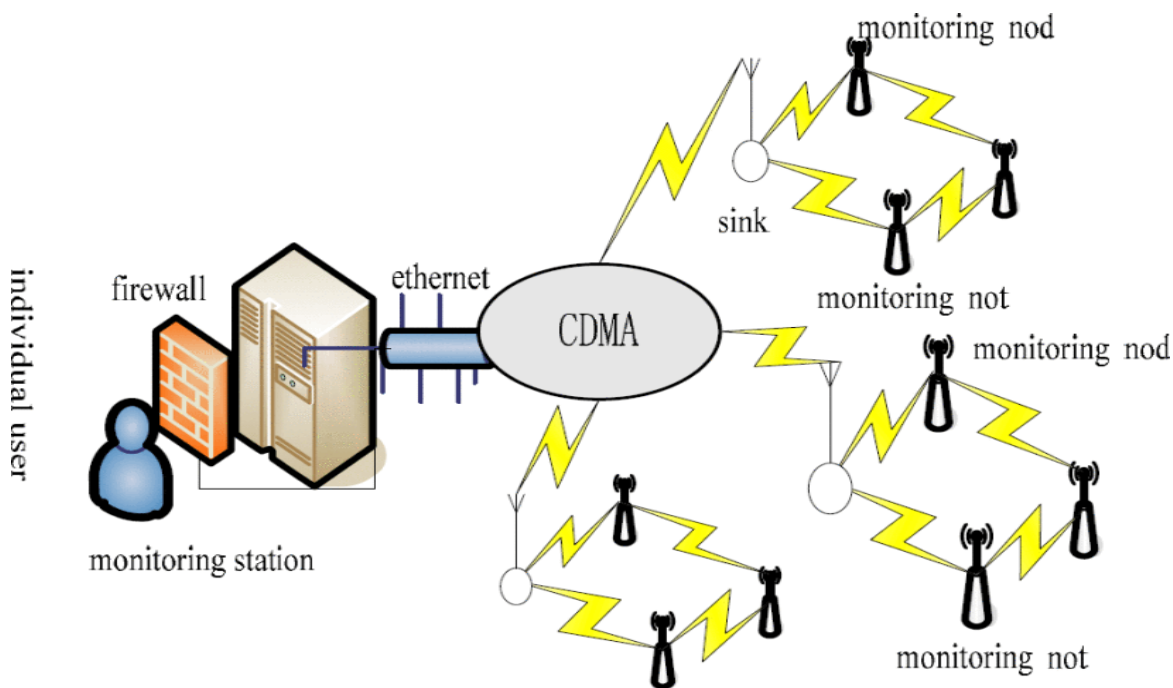 monitoring nod
sink
monitoring not
individual user
firewall
ethernet
CDMA
monitoring nod
monitoring station
monitoring not